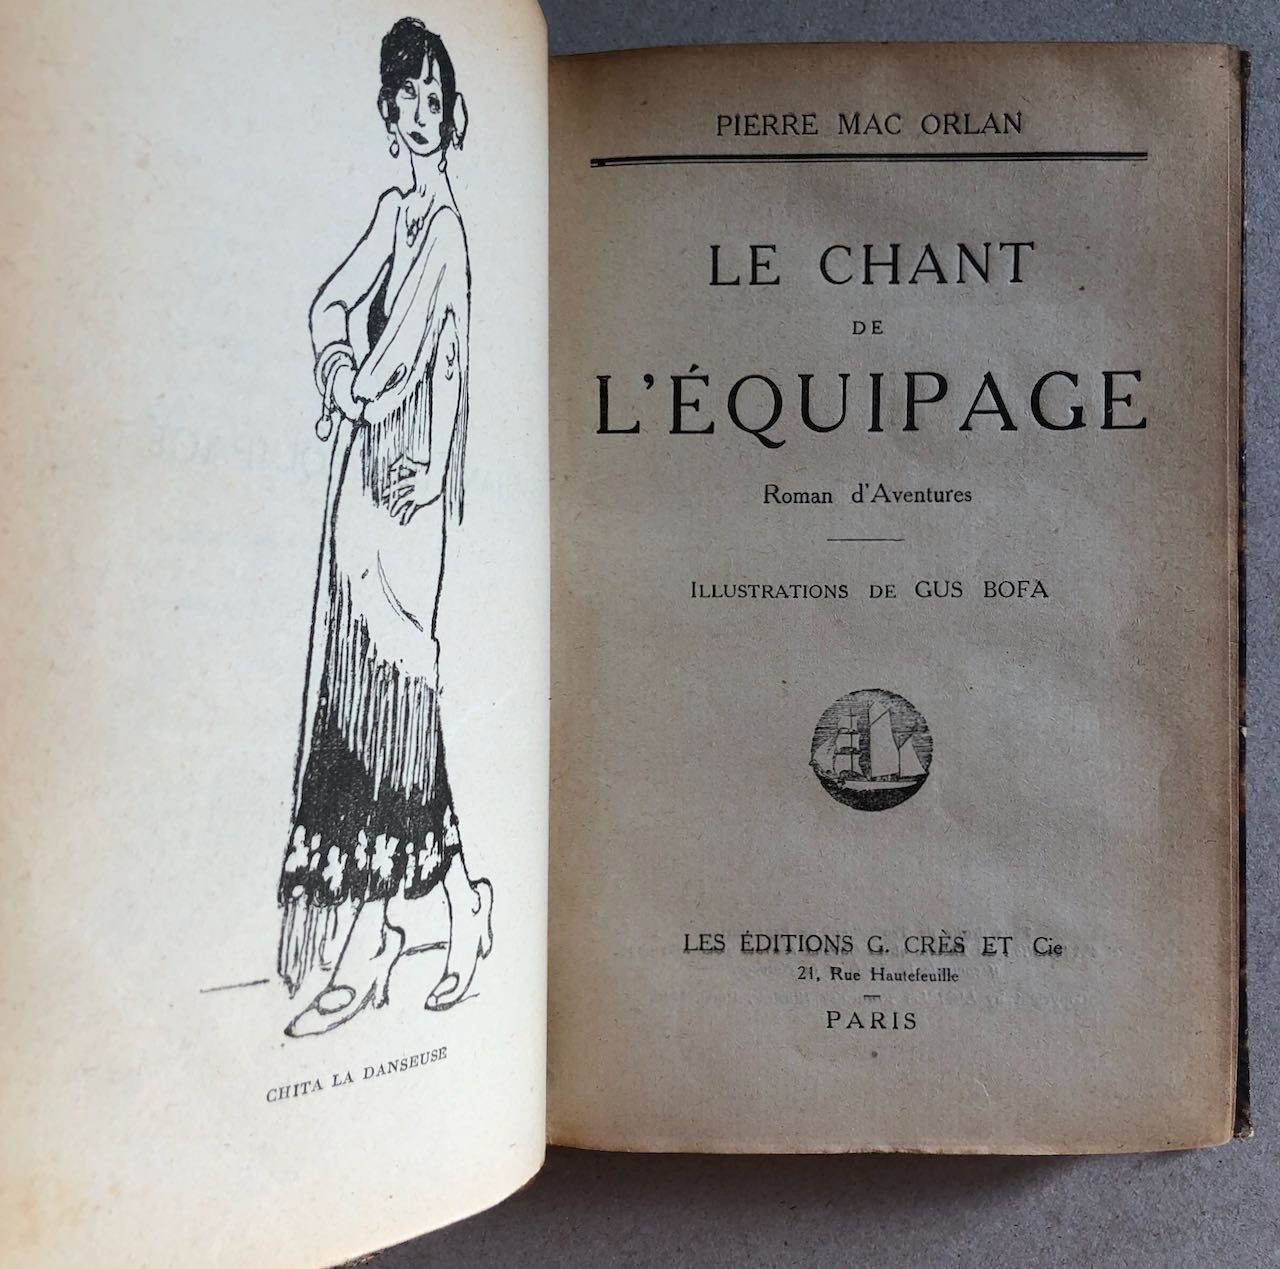 CHITA LA DANSEUSE
PIERRE MAC ORLAN
LE CHANT
DE
L'ÉQUIPAGE
Roman d'Aventures
ILLUSTRATIONS DE GUS BOFA
LES ÉDITIONS G. CRÈS ET Cie
21, Rue Hautefeuille
PARIS